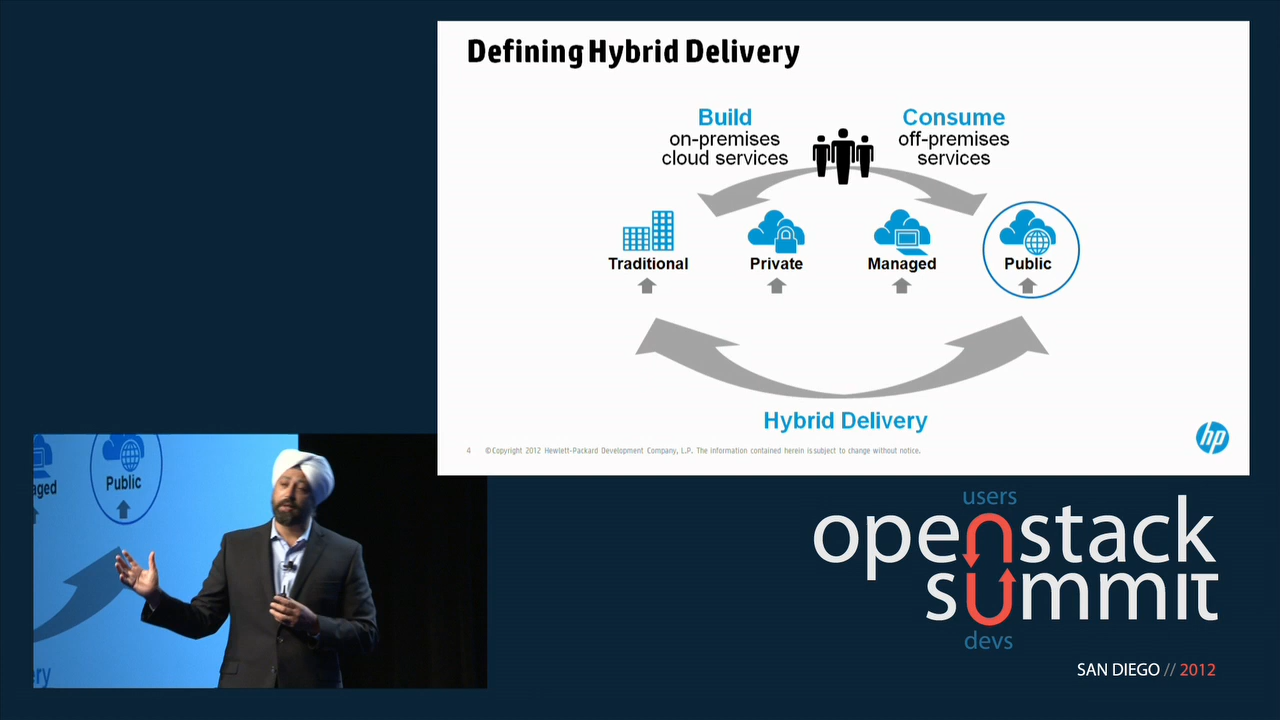 Defining Hybrid Delivery
Build
on-premises
cloud services
Consume
off-premises
services
Traditional
Private
Managed
Public
Hybrid Delivery
4 ©Copyright 2012 Hewlett-Packard Development Company, L.P. The information contained herein is subject to change without notice.
hp
aged
Public
ry
users
openstack
summit
devs
SAN DIEGO // 2012